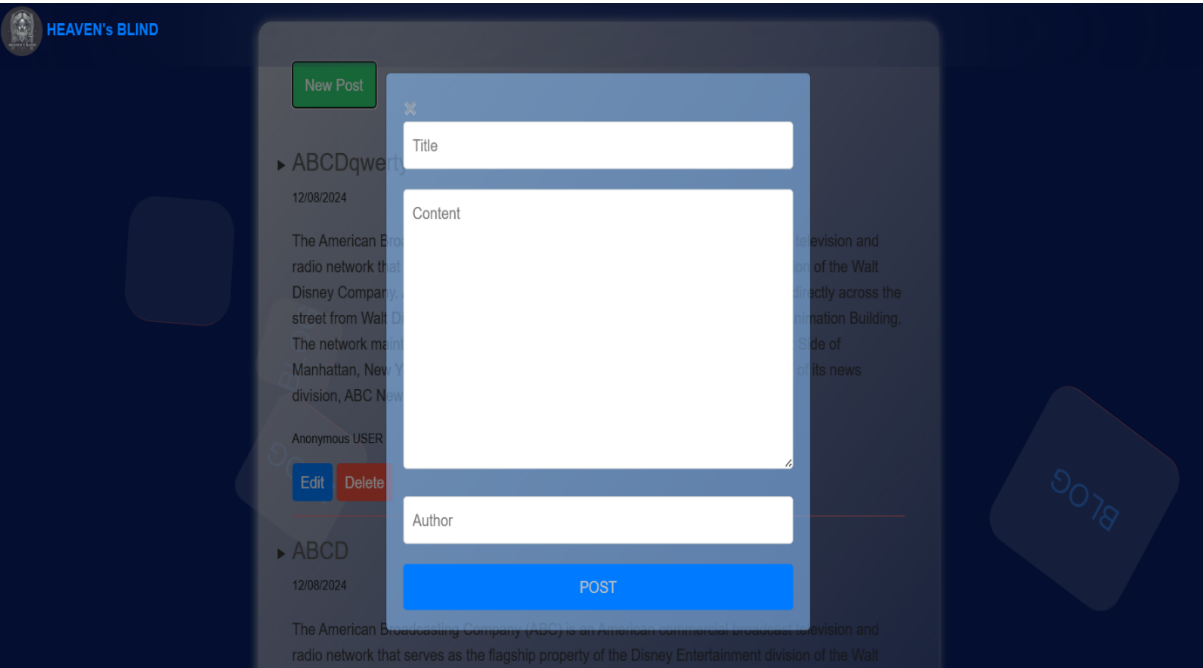 HEAVEN's BLIND
New Post
Title
ABCDqwerty
12/08/2024
Content
The American Bro television and
radio network that ion of the Walt
Disney Company. directly across the
street from Walt Di nimation Building.
The network maint Side of
Manhattan, New Y of its news
division, ABC New
Anonymous USER
Edit Delete
Author
BLOG
ABCD
12/08/2024
POST
The American Broadcasting Company (ABC) is an American commercial broadcast television and
radio network that serves as the flagship property of the Disney Entertainment division of the Walt